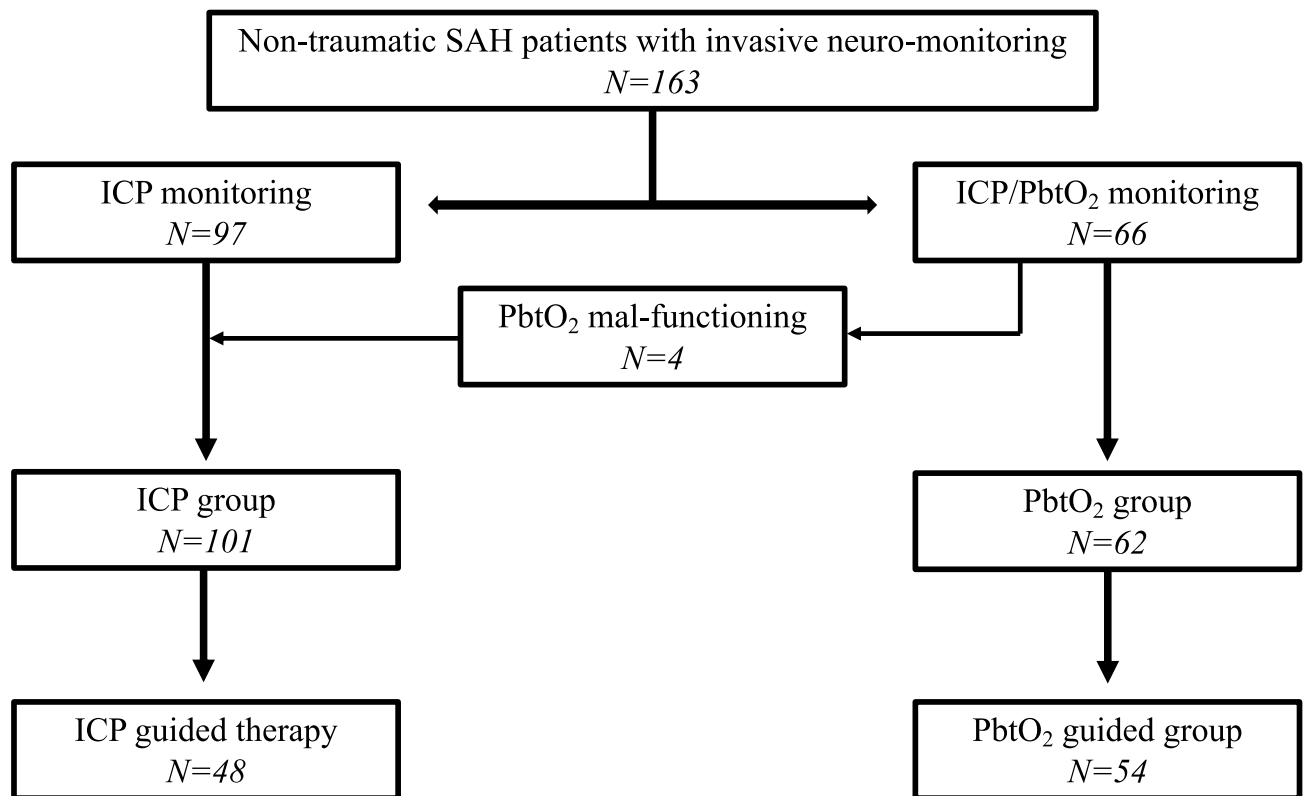 Non-traumatic SAH patients with invasive neuro-monitoring
N=163
ICP monitoring
N=97
ICP/PbtO₂ monitoring
N=66
PbtO₂ mal-functioning
N=4
ICP group
N=101
PbtO₂ group
N=62
ICP guided therapy
N=48
PbtO₂ guided group
N=54